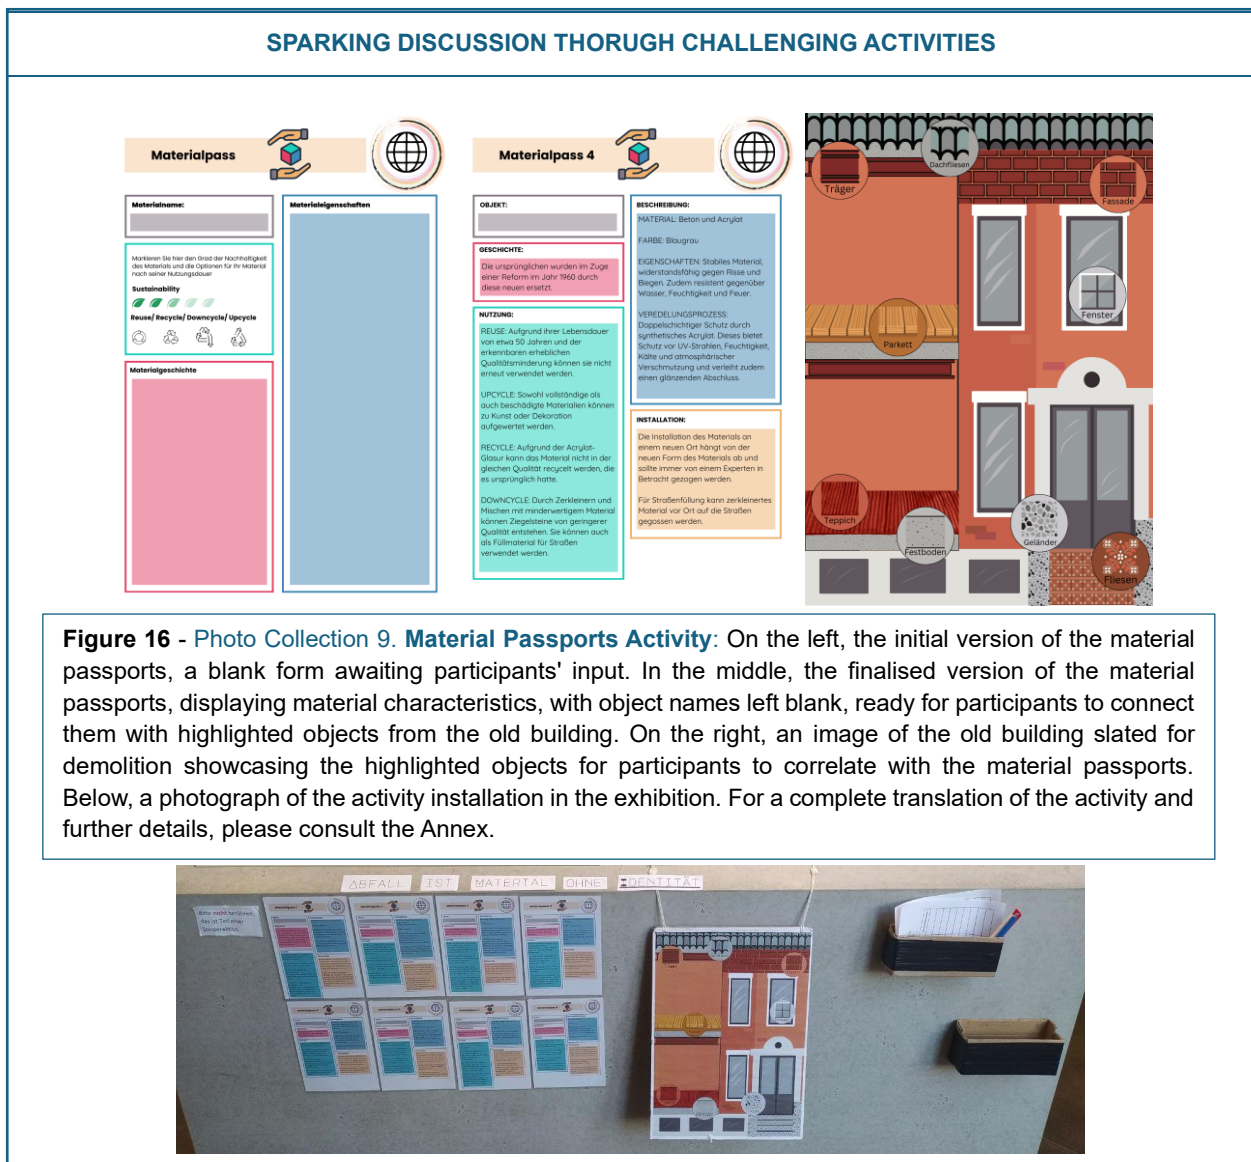 SPARKING DISCUSSION THORUGH CHALLENGING ACTIVITIES
Materialpass
Materialname:
Markieren Sie hier den Grad der Nachhaltigkeit
des Materials und die Optionen für Ihr Material
nach seiner Nutzungsdauer
Sustainability
Reuse/ Recycle/ Downcycle/ Upcycle
Materialgeschichte
Materialeigenschaften
Materialpass 4
OBJEKT:
GESCHICHTE:
Die ursprünglichen wurden im Zuge
einer Reform im Jahr 1960 durch
diese neuen ersetzt.
NUTZUNG:
REUSE: Aufgrund ihrer Lebensdauer
von etwa 50 Jahren und der
erkennbaren erheblichen
Qualitätsminderung können sie nicht
erneut verwendet werden.
UPCYCLE: Sowohl vollständige als
auch beschädigte Materialien können
zu Kunst oder Dekoration
aufgewertet werden.
RECYCLE: Aufgrund der Acrylat-
Glasur kann das Material nicht in der
gleichen Qualität recycelt werden, die
es ursprünglich hatte.
DOWNCYCLE: Durch Zerkleinern und
Mischen mit minderwertigem Material
können Ziegelsteine von geringerer
Qualität entstehen. Sie können auch
als Füllmaterial für Straßen
verwendet werden.
BESCHREIBUNG:
MATERIAL: Beton und Acrylat
FARBE: Blaugrau
EIGENSCHAFTEN: Stabiles Material,
widerstandsfähig gegen Risse und
Biegen. Zudem resistent gegenüber
Wasser, Feuchtigkeit und Feuer.
VEREDELUNGSPROZESS:
Doppelschichtiger Schutz durch
synthetisches Acrylat. Dieses bietet
Schutz vor UV-Strahlen, Feuchtigkeit,
Kälte und atmosphärischer
Verschmutzung und verleiht zudem
einen glänzenden Abschluss.
INSTALLATION:
Die Installation des Materials an
einem neuen Ort hängt von der
neuen Form des Materials ab und
sollte immer von einem Experten in
Betracht gezogen werden.
Für Straßenfüllung kann zerkleinertes
Material vor Ort auf die Straßen
gegossen werden.
Träger
Dachfliesen
Fassade
Fenster
Parkett
Teppich
Festboden
Geländer
Fliesen
Figure 16 - Photo Collection 9. Material Passports Activity: On the left, the initial version of the material
passports, a blank form awaiting participants' input. In the middle, the finalised version of the material
passports, displaying material characteristics, with object names left blank, ready for participants to connect
them with highlighted objects from the old building. On the right, an image of the old building slated for
demolition showcasing the highlighted objects for participants to correlate with the material passports.
Below, a photograph of the activity installation in the exhibition. For a complete translation of the activity and
further details, please consult the Annex.
ABFALL IST MATERIAL OHNE IDENTITÄT
Bitte nicht berühren,
das ist Teil einer